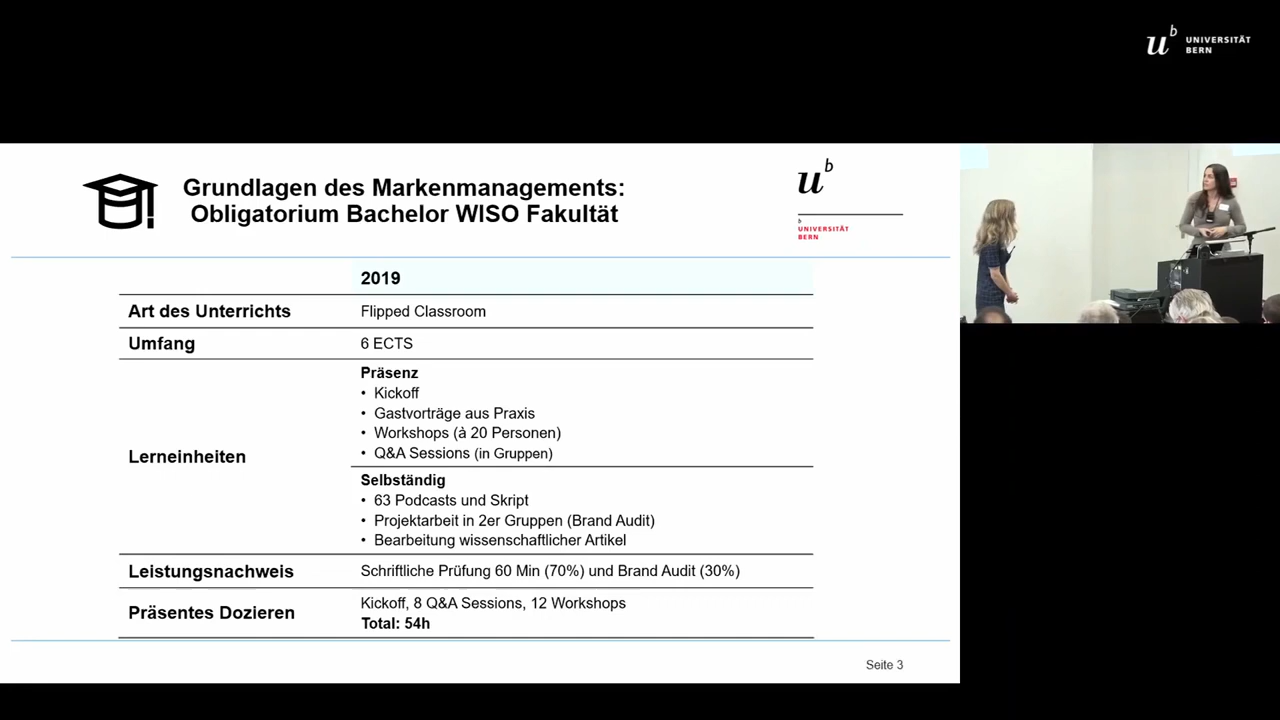 u^b UNIVERSITÄT
BERN
Grundlagen des Markenmanagements:
Obligatorium Bachelor WISO Fakultät
u^b
b
UNIVERSITÄT
BERN
2019
Art des Unterrichts Flipped Classroom
Umfang 6 ECTS
Lerneinheiten
Präsenz
• Kickoff
• Gastvorträge aus Praxis
• Workshops (à 20 Personen)
• Q&A Sessions (in Gruppen)
Selbständig
• 63 Podcasts und Skript
• Projektarbeit in 2er Gruppen (Brand Audit)
• Bearbeitung wissenschaftlicher Artikel
Leistungsnachweis Schriftliche Prüfung 60 Min (70%) und Brand Audit (30%)
Präsentes Dozieren
Kickoff, 8 Q&A Sessions, 12 Workshops
Total: 54h
Seite 3